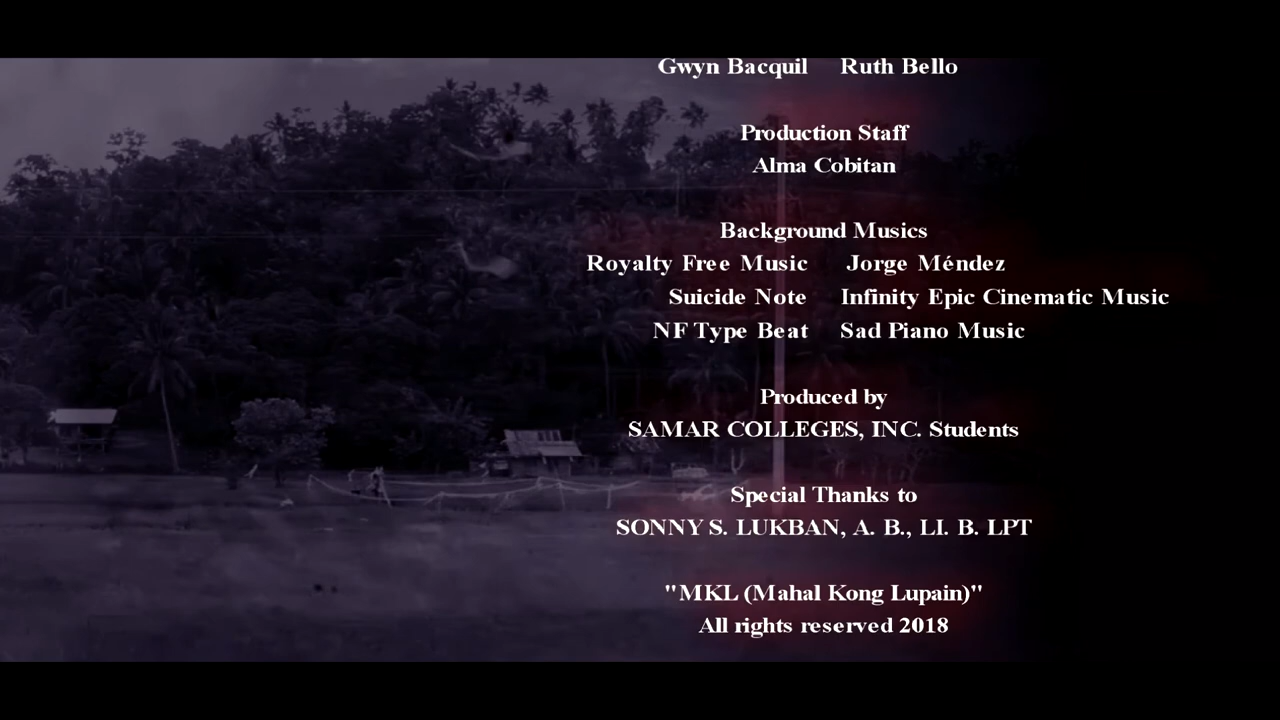 Gwyn Bacquil Ruth Bello
Production Staff
Alma Cobitan
Background Musics
Royalty Free Music Jorge Méndez
Suicide Note Infinity Epic Cinematic Music
NF Type Beat Sad Piano Music
Produced by
SAMAR COLLEGES, INC. Students
Special Thanks to
SONNY S. LUKBAN, A. B., LI. B. LPT
"MKL (Mahal Kong Lupain)"
All rights reserved 2018